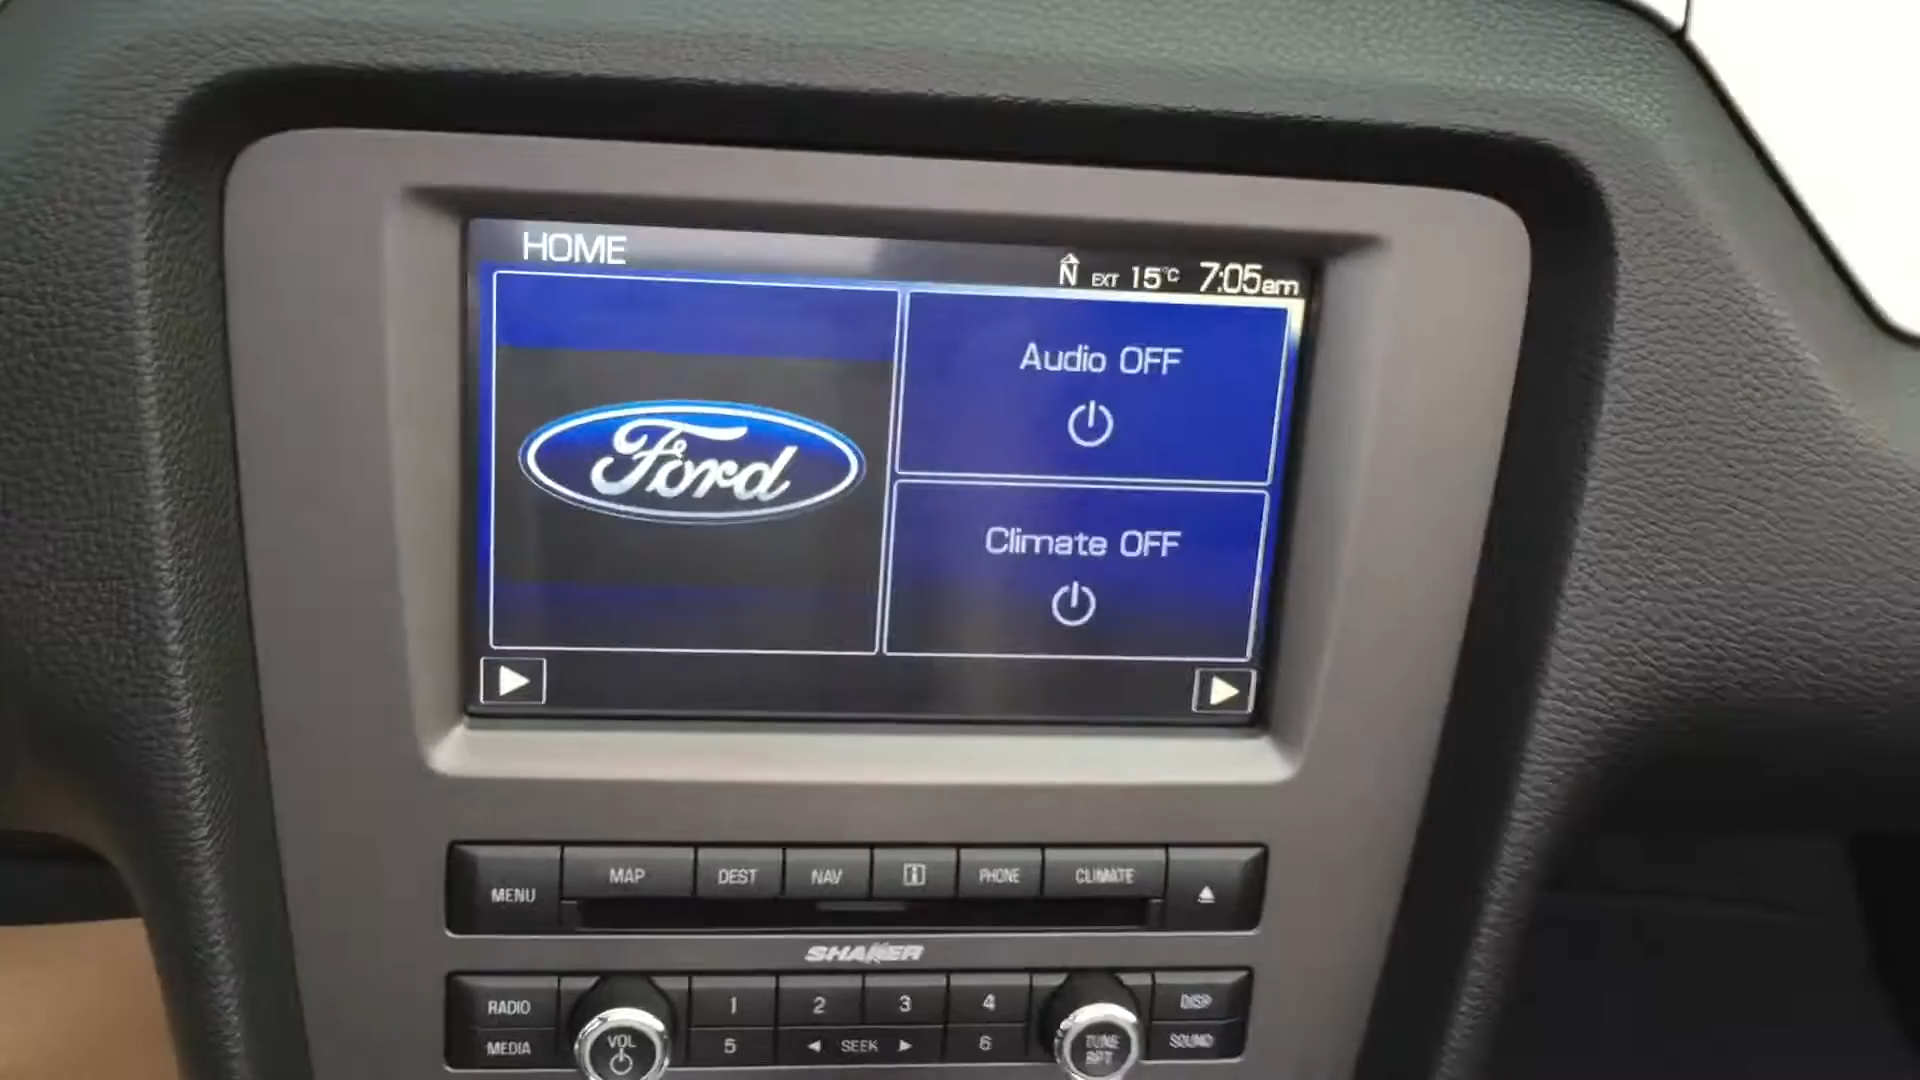 HOME
N EXT 15°C 7:05am
Ford
Audio OFF
Climate OFF
MENU
MAP DEST NAV i PHONE CLIMATE
SHAKER
RADIO 1 2 3 4 DISP
MEDIA VOL 5 SEEK 6 TUNE SOUND